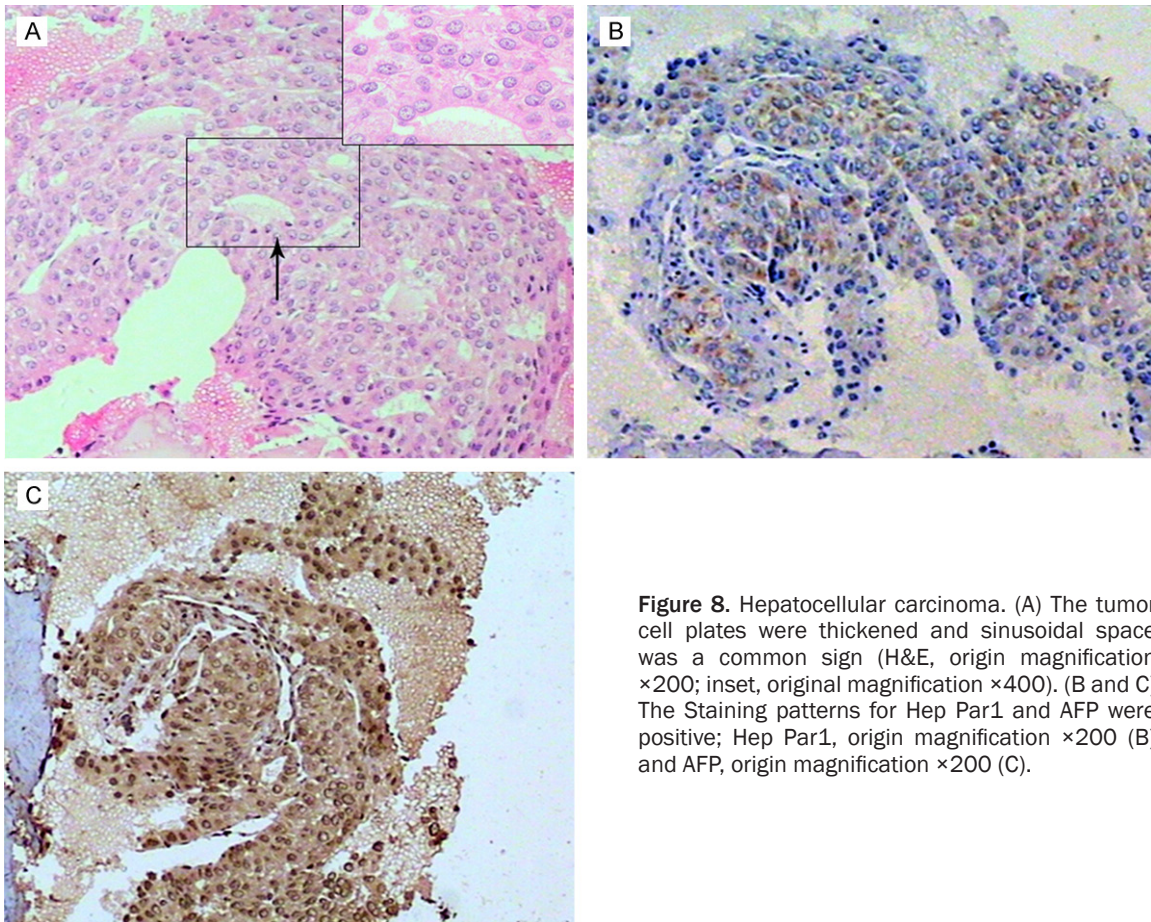 A
B
C
Figure 8. Hepatocellular carcinoma. (A) The tumor
cell plates were thickened and sinusoidal space
was a common sign (H&E, origin magnification
×200; inset, original magnification ×400). (B and C)
The Staining patterns for Hep Par1 and AFP were
positive; Hep Par1, origin magnification ×200 (B)
and AFP, origin magnification ×200 (C).